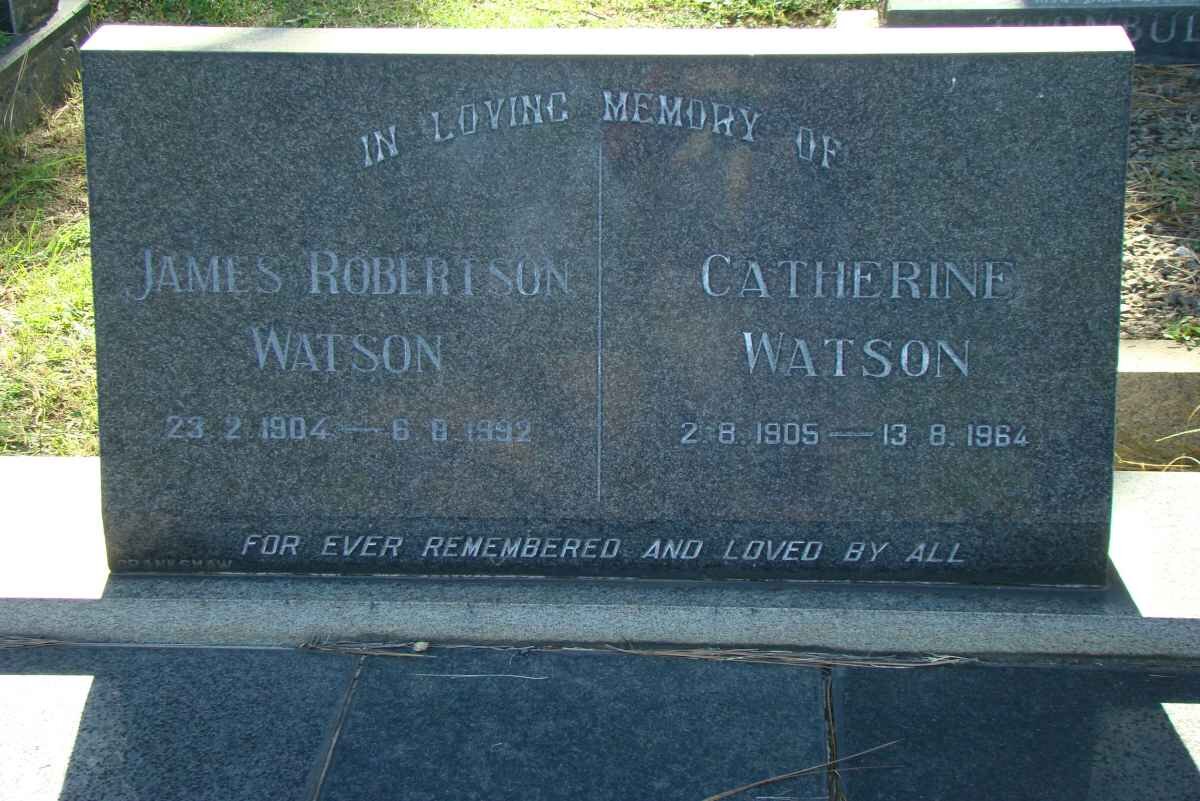 IN LOVING MEMORY OF
JAMES ROBERTSON
WATSON
23. 2. 1904 — 6. 8. 1992
CATHERINE
WATSON
2. 8. 1905 — 13. 8. 1964
FOR EVER REMEMBERED AND LOVED BY ALL
CRANKSHAW